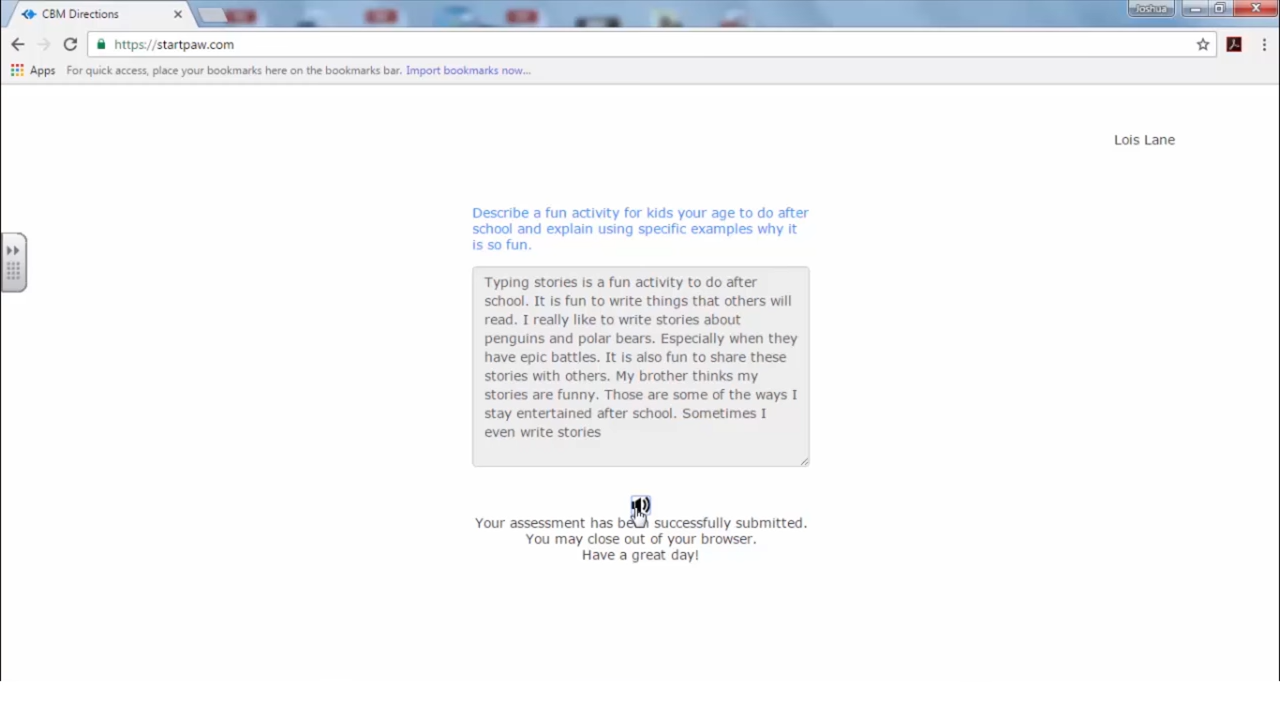 CBM Directions
Joshua
https://startpaw.com
Apps For quick access, place your bookmarks here on the bookmarks bar. Import bookmarks now...
Lois Lane
Describe a fun activity for kids your age to do after
school and explain using specific examples why it
is so fun.
Typing stories is a fun activity to do after
school. It is fun to write things that others will
read. I really like to write stories about
penguins and polar bears. Especially when they
have epic battles. It is also fun to share these
stories with others. My brother thinks my
stories are funny. Those are some of the ways I
stay entertained after school. Sometimes I
even write stories
Your assessment has been successfully submitted.
You may close out of your browser.
Have a great day!